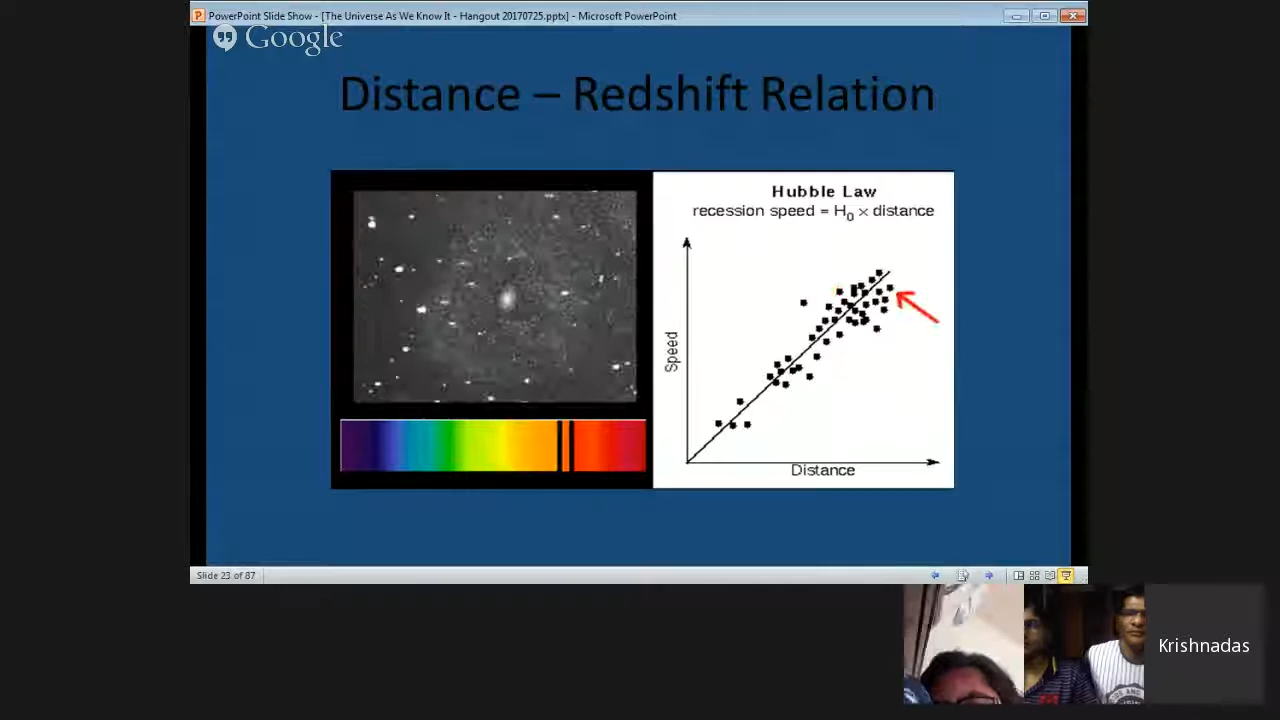 PowerPoint Slide Show - [The Universe As We Know It - Hangout 20170725.pptx] - Microsoft PowerPoint
Google
Distance – Redshift Relation
Hubble Law
recession speed = H0 × distance
Speed
Distance
Slide 23 of 87
Krishnadas